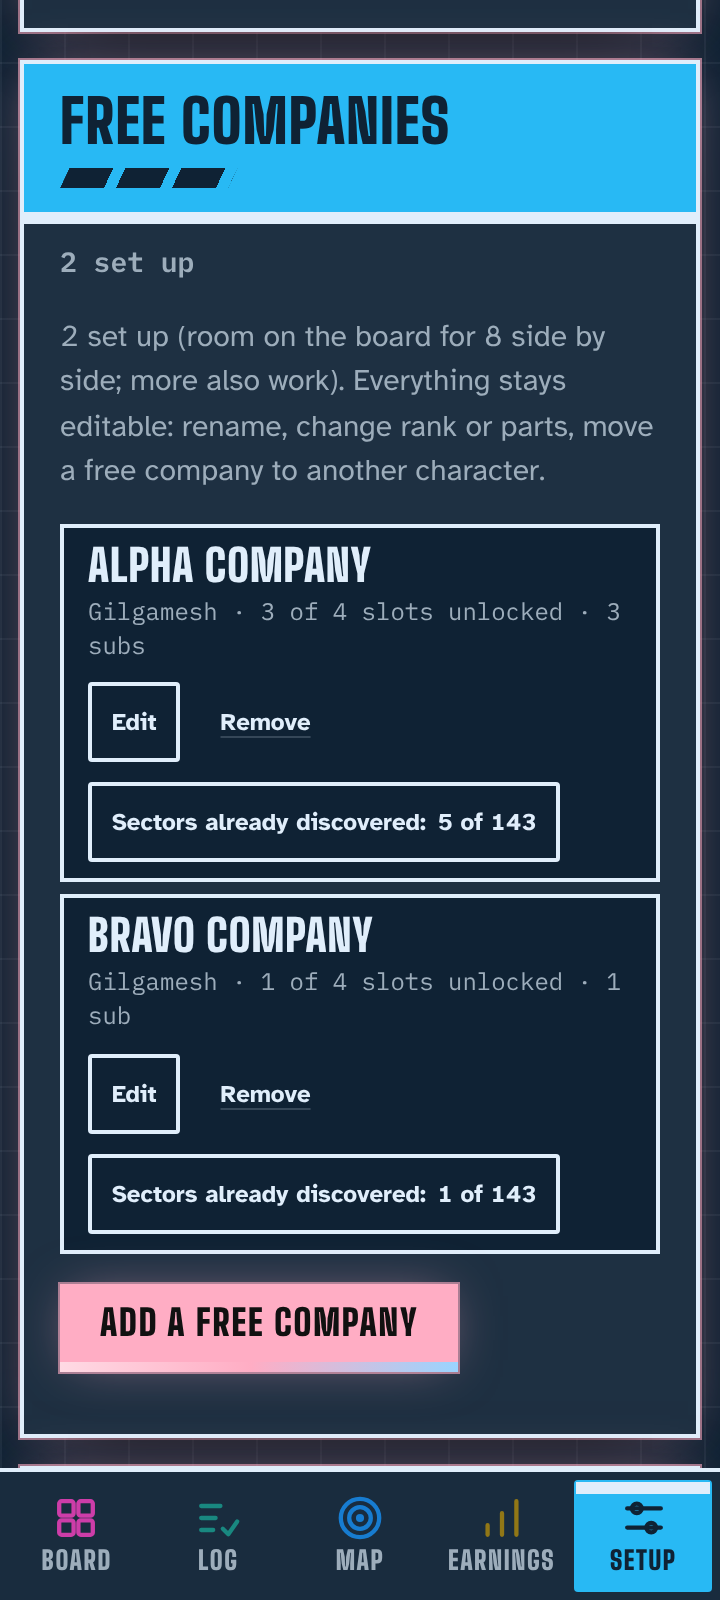 FREE COMPANIES
2 set up
2 set up (room on the board for 8 side by
side; more also work). Everything stays
editable: rename, change rank or parts, move
a free company to another character.
ALPHA COMPANY
Gilgamesh · 3 of 4 slots unlocked · 3
subs
Edit Remove
Sectors already discovered: 5 of 143
BRAVO COMPANY
Gilgamesh · 1 of 4 slots unlocked · 1
sub
Edit Remove
Sectors already discovered: 1 of 143
ADD A FREE COMPANY
BOARD LOG MAP EARNINGS SETUP